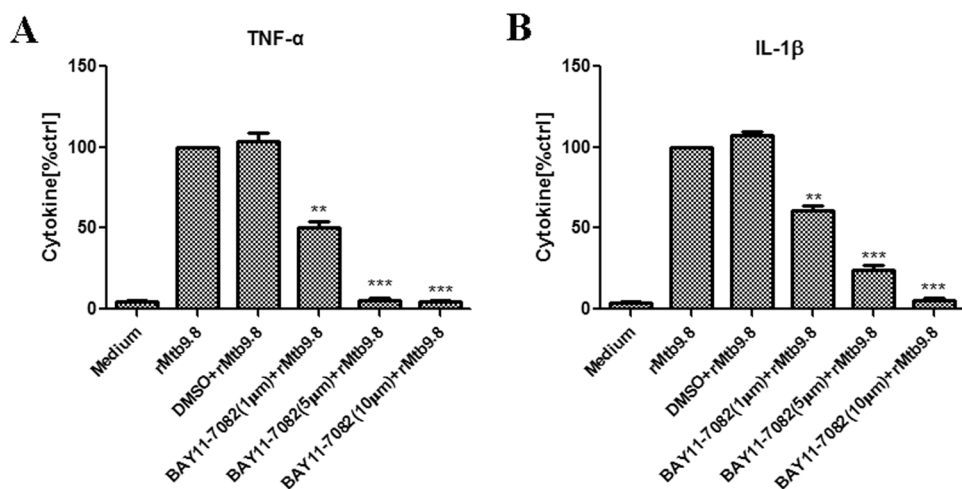 A
TNF-α
Cytokine[%ctrl]
150
100
50
0
**
***
***
Medium
rMtb9.8
DMSO+rMtb9.8
BAY11-7082(1μm)+rMtb9.8
BAY11-7082(5μm)+rMtb9.8
BAY11-7082(10μm)+rMtb9.8
B
IL-1β
Cytokine[%ctrl]
150
100
50
0
**
***
***
Medium
rMtb9.8
DMSO+rMtb9.8
BAY11-7082(1μm)+rMtb9.8
BAY11-7082(5μm)+rMtb9.8
BAY11-7082(10μm)+rMtb9.8